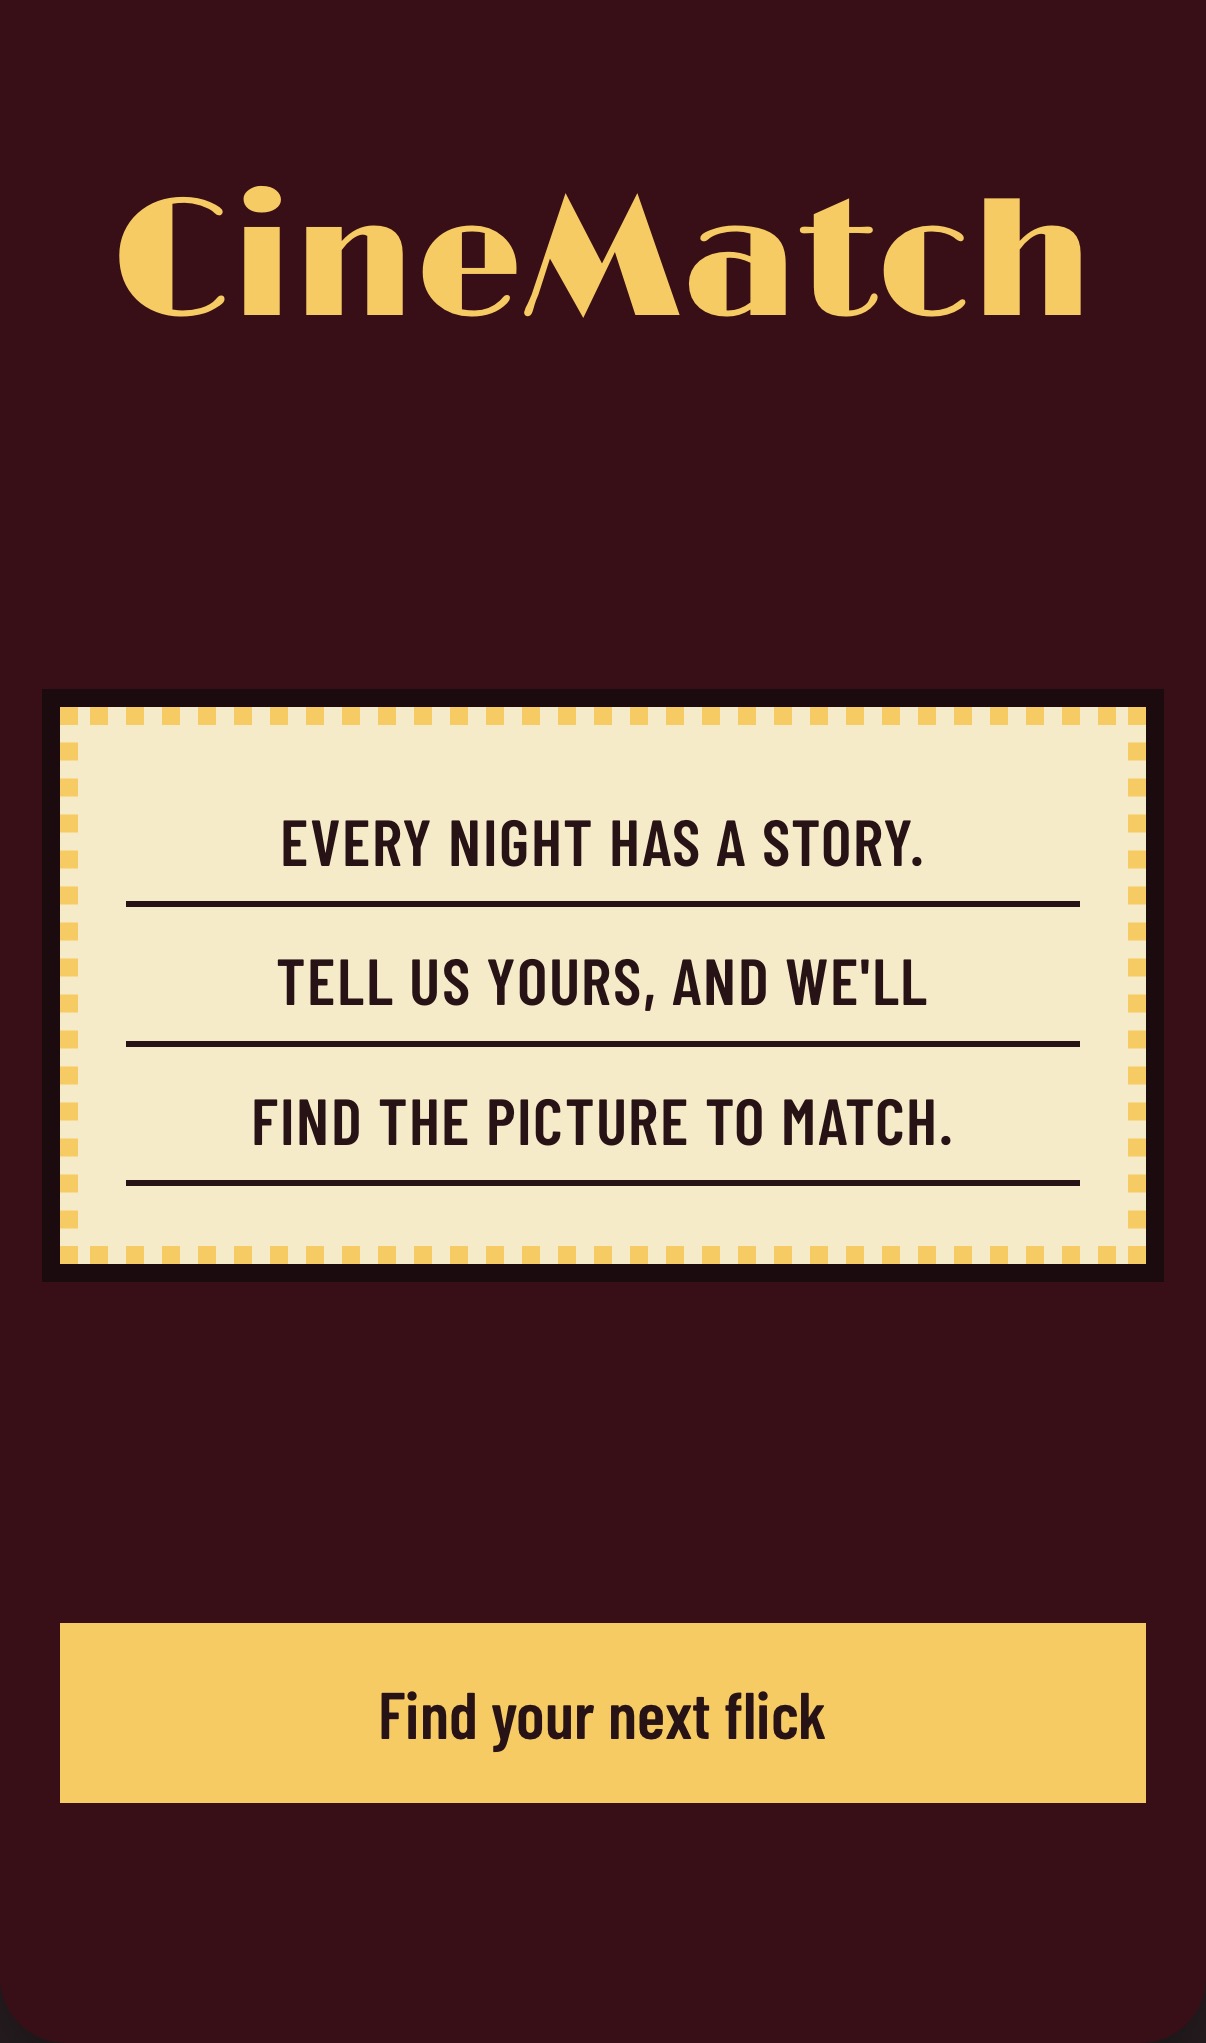 CineMatch
EVERY NIGHT HAS A STORY.
TELL US YOURS, AND WE'LL
FIND THE PICTURE TO MATCH.
Find your next flick